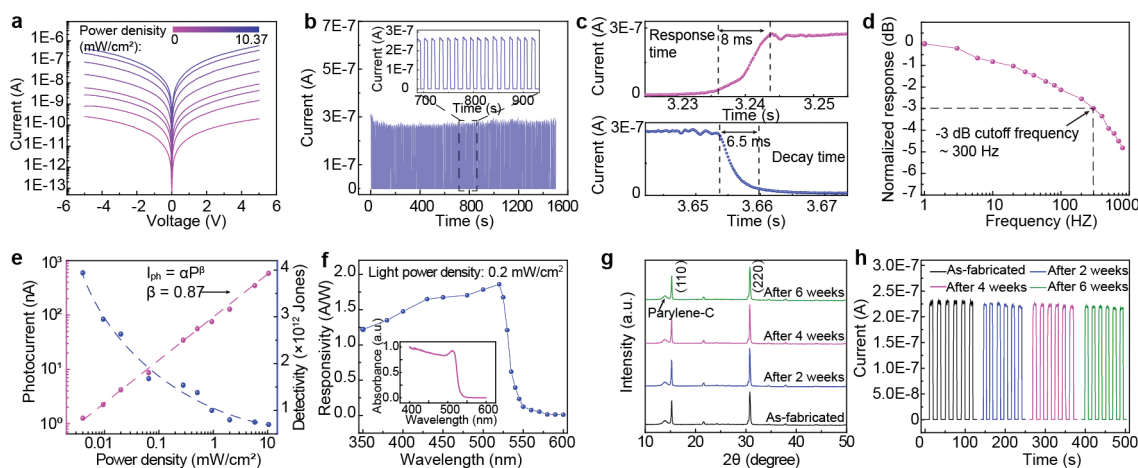 a
Power denisity
(mW/cm²):
0
10.37
Current (A)
1E-6
1E-7
1E-8
1E-9
1E-10
1E-11
1E-12
1E-13
-6 -4 -2 0 2 4 6
Voltage (V)
b
Current (A)
7E-7
5E-7
3E-7
1E-7
0
Current (A)
3E-7
2E-7
1E-7
0
700 800 900
Time (s)
0 400 800 1200 1600
Time (s)
c
Current (A)
3E-7
0
Response
time
8 ms
3.23 3.24 3.25
Time (s)
Current (A)
3E-7
0
6.5 ms
Decay time
3.65 3.66 3.67
Time (s)
d
Normalized response (dB)
0
-1
-2
-3
-4
-5
-6
-7
-3 dB cutoff frequency
~ 300 Hz
1 10 100 1000
Frequency (HZ)
e
Photocurrent (nA)
10³
10²
10¹
10⁰
I_ph = αP^β
β = 0.87
4
3
2
1
Detectivity (×10¹² Jones)
0.01 0.1 1 10
Power density (mW/cm²)
f
Light power density: 0.2 mW/cm²
Responsivity (A/W)
2.0
1.6
1.2
0.8
0.4
0.0
Absorbance (a.u.)
1.0
0.5
0.0
400 500 600
Wavelength (nm)
350 400 450 500 550 600
Wavelength (nm)
g
Intensity (a.u.)
(110)
(220)
After 6 weeks
Parylene-C
After 4 weeks
After 2 weeks
As-fabricated
10 20 30 40 50
2θ (degree)
h
Current (A)
3.0E-7
2.5E-7
2.0E-7
1.5E-7
1.0E-7
5.0E-8
0
As-fabricated After 2 weeks
After 4 weeks After 6 weeks
0 100 200 300 400 500
Time (s)